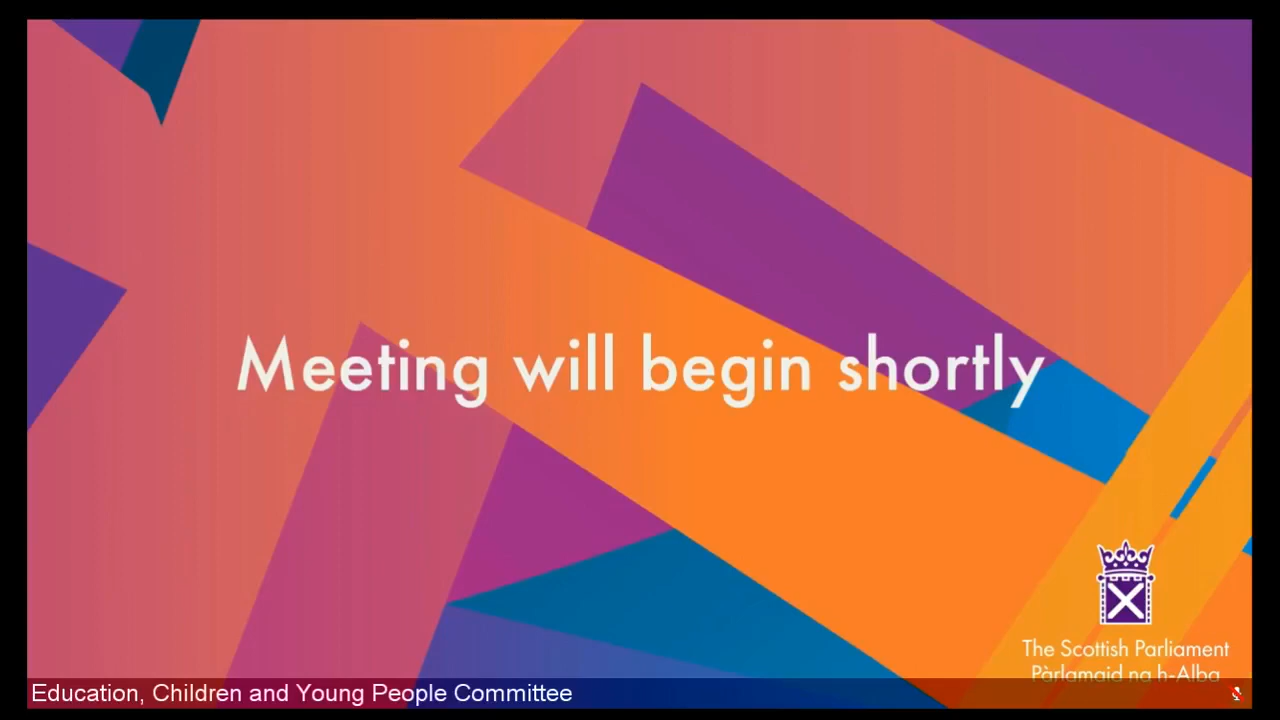 Meeting will begin shortly
The Scottish Parliament
Pàrlamaid na h-Alba
Education, Children and Young People Committee